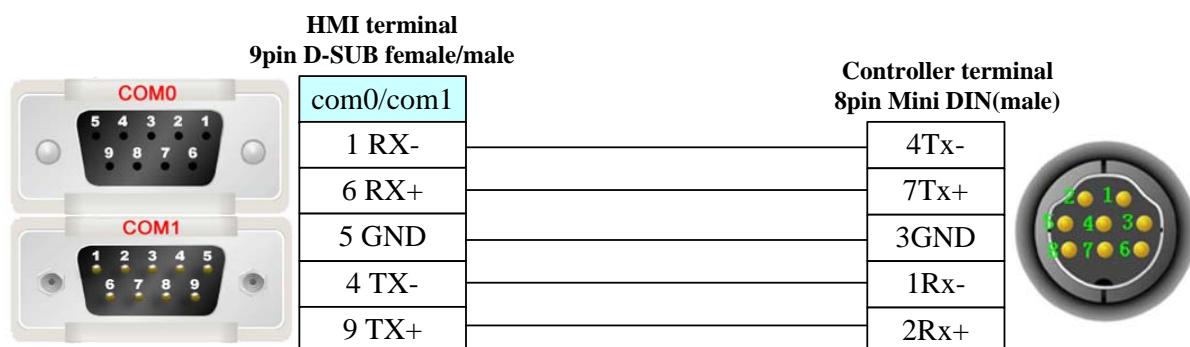 HMI terminal
9pin D-SUB female/male
Controller terminal
8pin Mini DIN(male)
COM0
5 4 3 2 1
9 8 7 6
COM1
1 2 3 4 5
6 7 8 9
com0/com1
1 RX-
6 RX+
5 GND
4 TX-
9 TX+
4Tx-
7Tx+
3GND
1Rx-
2Rx+
2 1
5 4 3
8 7 6